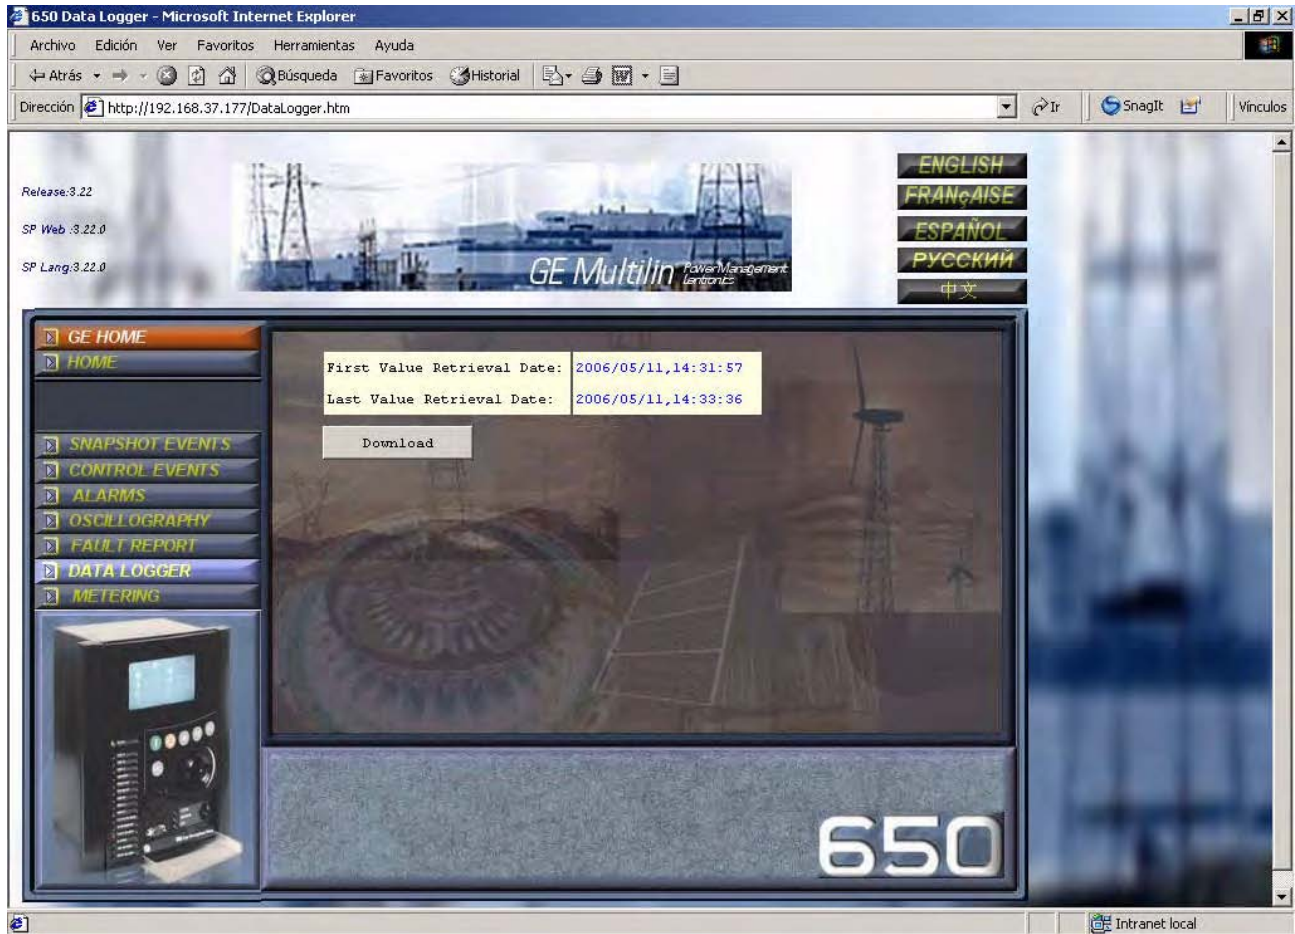 650 Data Logger - Microsoft Internet Explorer
Archivo Edición Ver Favoritos Herramientas Ayuda
Atrás Búsqueda Favoritos Historial
Dirección http://192.168.37.177/DataLogger.htm Ir SnagIt Vínculos
Release:3.22
SP Web :3.22.0
SP Lang:3.22.0
GE Multilin PowerManagement
Lentronics
ENGLISH
FRANçAISE
ESPAÑOL
РУССКИЙ
中文
GE HOME
HOME
SNAPSHOT EVENTS
CONTROL EVENTS
ALARMS
OSCILLOGRAPHY
FAULT REPORT
DATA LOGGER
METERING
First Value Retrieval Date: 2006/05/11,14:31:57
Last Value Retrieval Date: 2006/05/11,14:33:36
Download
650
Intranet local